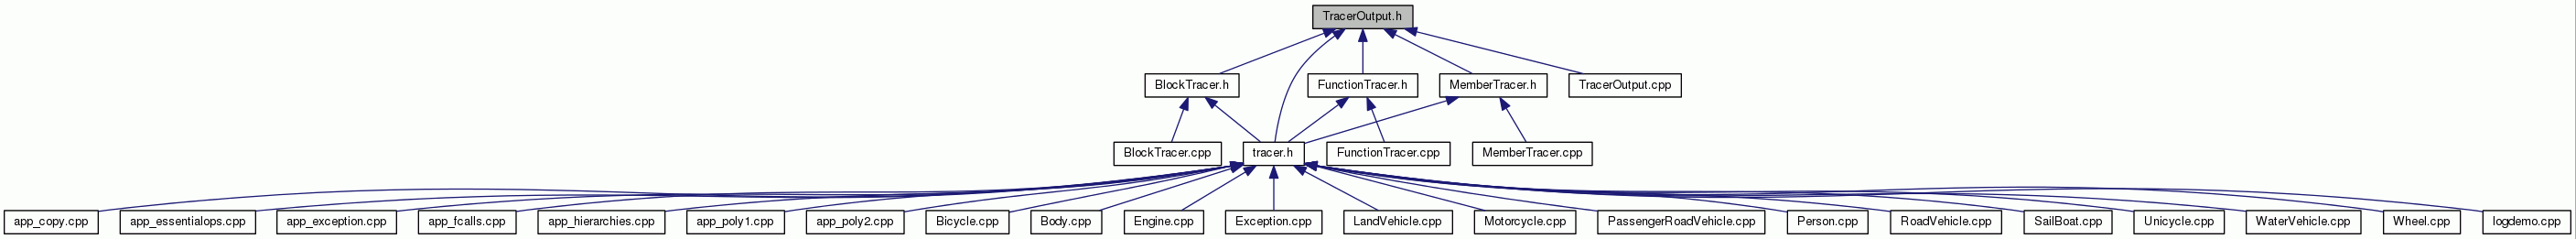 TracerOutput.h
BlockTracer.h
FunctionTracer.h
MemberTracer.h
TracerOutput.cpp
BlockTracer.cpp
tracer.h
FunctionTracer.cpp
MemberTracer.cpp
app_copy.cpp
app_essentialops.cpp
app_exception.cpp
app_fcalls.cpp
app_hierarchies.cpp
app_poly1.cpp
app_poly2.cpp
Bicycle.cpp
Body.cpp
Engine.cpp
Exception.cpp
LandVehicle.cpp
Motorcycle.cpp
PassengerRoadVehicle.cpp
Person.cpp
RoadVehicle.cpp
SailBoat.cpp
Unicycle.cpp
WaterVehicle.cpp
Wheel.cpp
logdemo.cpp